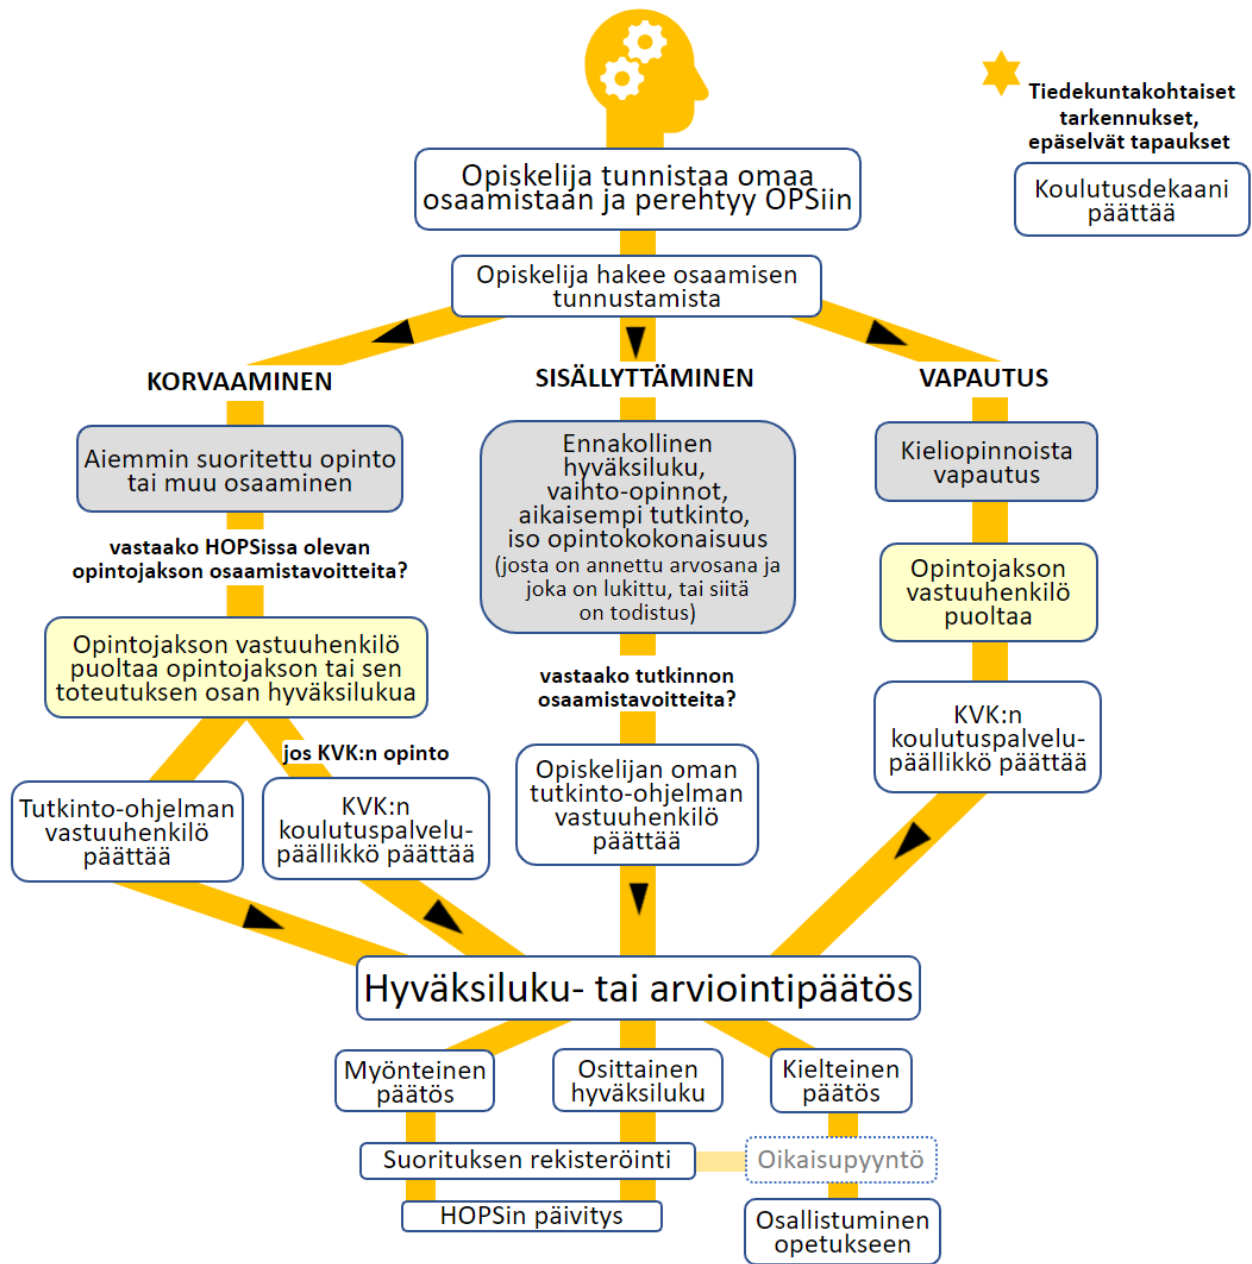 Tiedekuntakohtaiset
tarkennukset,
epäselvät tapaukset
Koulutusdekaani
päättää
Opiskelija tunnistaa omaa
osaamistaan ja perehtyy OPSiin
Opiskelija hakee osaamisen
tunnustamista
KORVAAMINEN
Aiemmin suoritettu opinto
tai muu osaaminen
vastaako HOPSissa olevan
opintojakson osaamistavoitteita?
Opintojakson vastuuhenkilö
puoltaa opintojakson tai sen
toteutuksen osan hyväksilukua
Tutkinto-ohjelman
vastuuhenkilö
päättää
jos KVK:n opinto
KVK:n
koulutuspalvelu-
päällikkö päättää
SISÄLLYTTÄMINEN
Ennakollinen
hyväksiluku,
vaihto-opinnot,
aikaisempi tutkinto,
iso opintokokonaisuus
(josta on annettu arvosana ja
joka on lukittu, tai siitä
on todistus)
vastaako tutkinnon
osaamistavoitteita?
Opiskelijan oman
tutkinto-ohjelman
vastuuhenkilö
päättää
VAPAUTUS
Kieliopinnoista
vapautus
Opintojakson
vastuuhenkilö
puoltaa
KVK:n
koulutuspalvelu-
päällikkö päättää
Hyväksiluku- tai arviointipäätös
Myönteinen
päätös
Osittainen
hyväksiluku
Kielteinen
päätös
Suorituksen rekisteröinti
Oikaisupyyntö
HOPSin päivitys
Osallistuminen
opetukseen